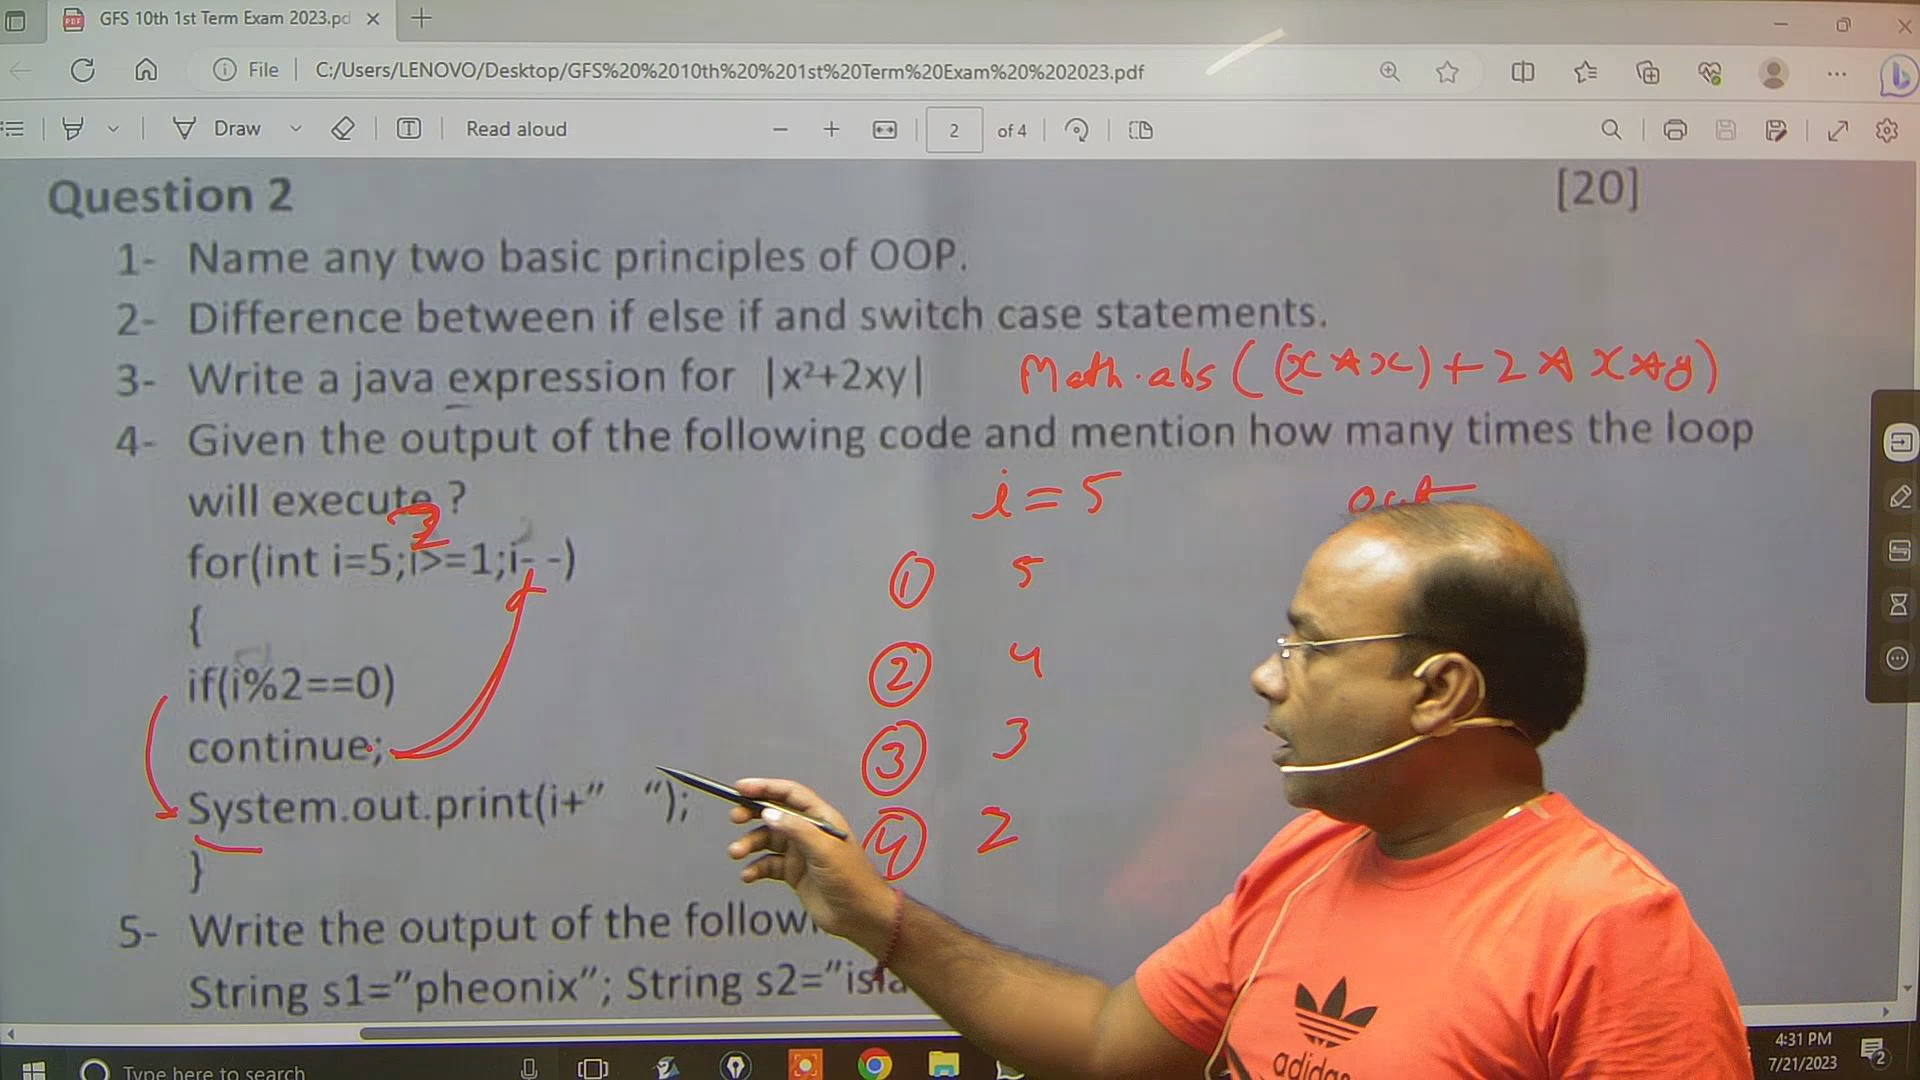 GFS 10th 1st Term Exam 2023.pd
File
C:/Users/LENOVO/Desktop/GFS%20%2010th%20%201st%20Term%20Exam%20%202023.pdf
Draw
Read aloud
2
of 4
Question 2 [20]
1- Name any two basic principles of OOP.
2- Difference between if else if and switch case statements.
3- Write a java expression for |x²+2xy| Math.abs((x*x)+2*x*y)
4- Given the output of the following code and mention how many times the loop
will execute ?
i=5
2
for(int i=5;i>=1;i- -)
1 5
{
2 4
if(i%2==0)
3 3
continue;
System.out.print(i+” “);
4 2
}
5- Write the output of the follow
String s1=”pheonix”; String s2=”isla
adidas
Type here to search
4:31 PM
7/21/2023
2